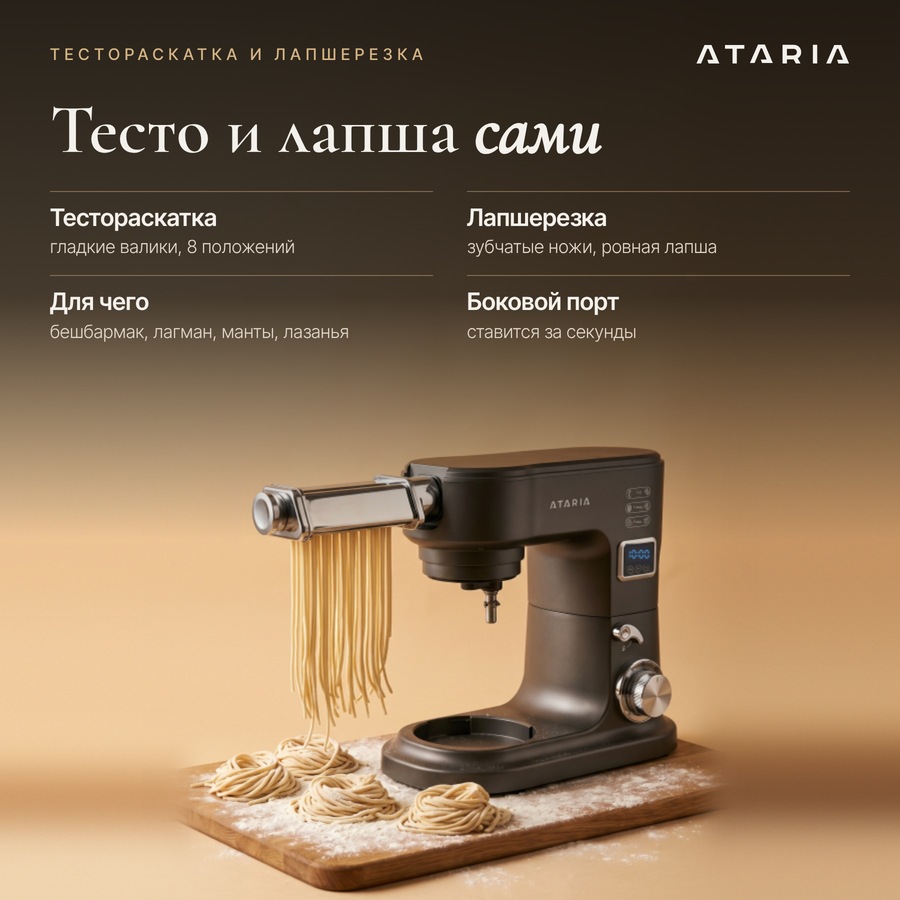 ТЕСТОРАСКАТКА И ЛАПШЕРЕЗКА
ATARIA
Тесто и лапша сами
Тестораскатка
гладкие валики, 8 положений
Лапшерезка
зубчатые ножи, ровная лапша
Для чего
бешбармак, лагман, манты, лазанья
Боковой порт
ставится за секунды
ATARIA